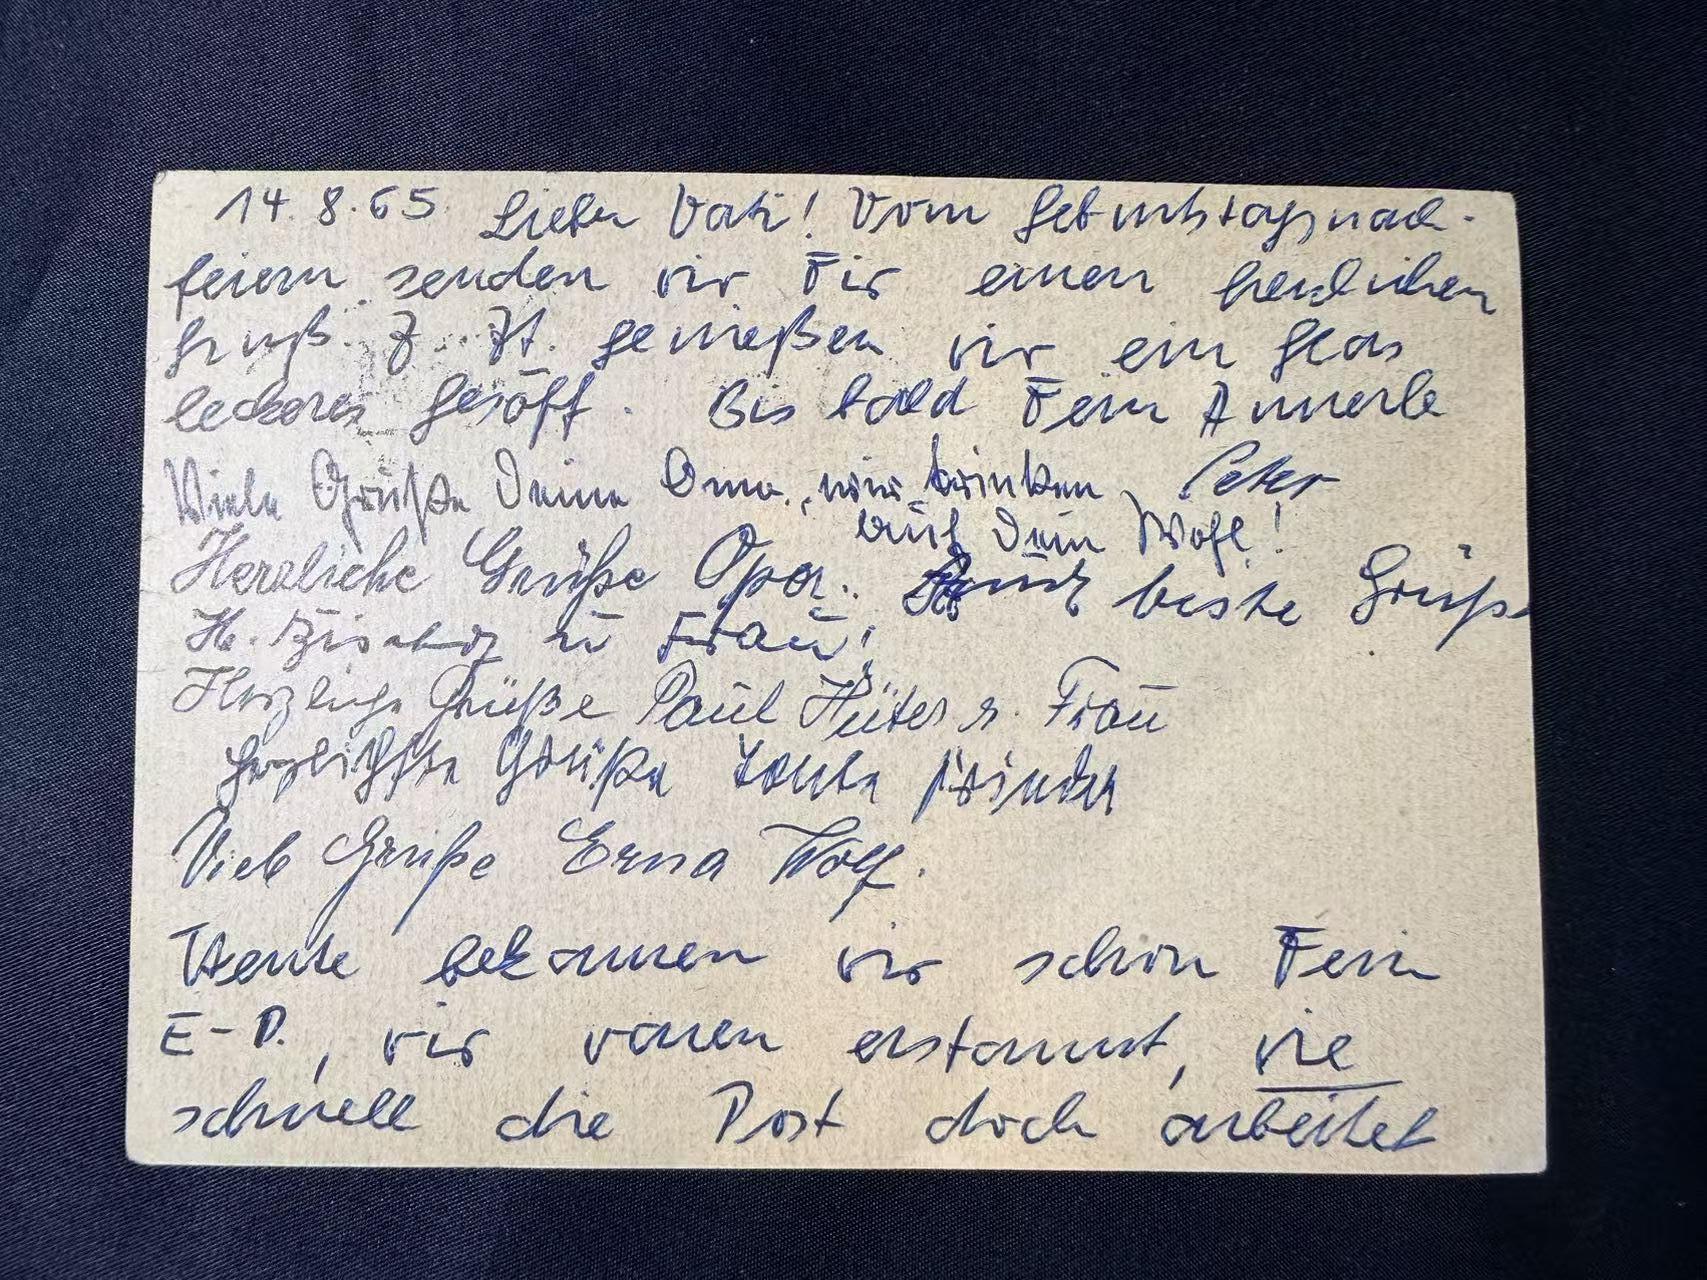 14.8.65. Lieber Vati! Vom Geburtstagsnach-
feiern senden wir Dir einen herzlichen
Gruß. Z. Zt. genießen wir ein Glas
leckeres Gesöff. Bis bald Dein Annerle
Viele Grüße Deine Oma, wir trinken Peter
auf Dein Wohl!
Herzliche Grüße Opa. Auch beste Grüße
H. u Frau!
Herzliche Grüße Paul Hüter u. Frau
Herzlichste Grüße Tante
Viele Grüße Erna Wolf.
Heute bekamen wir schon Dein
E-P., wir waren erstaunt, wie
schnell die Post doch arbeitet